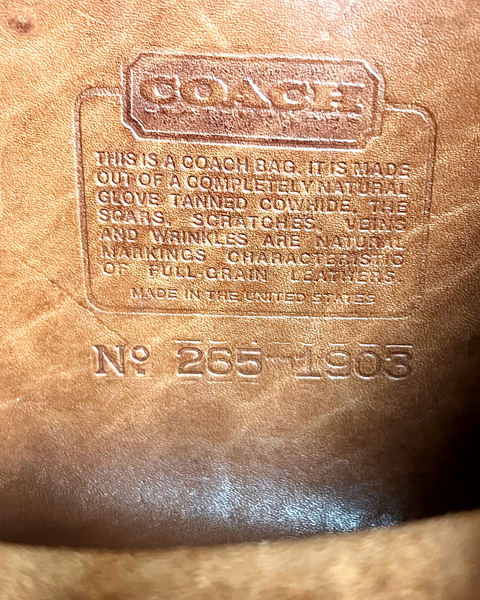 COACH
THIS IS A COACH BAG. IT IS MADE
OUT OF A COMPLETELY NATURAL
GLOVE TANNED COWHIDE. THE
SCARS, SCRATCHES, VEINS
AND WRINKLES ARE NATURAL
MARKINGS CHARACTERISTIC
OF FULL-GRAIN LEATHERS.
MADE IN THE UNITED STATES
No 265-1903